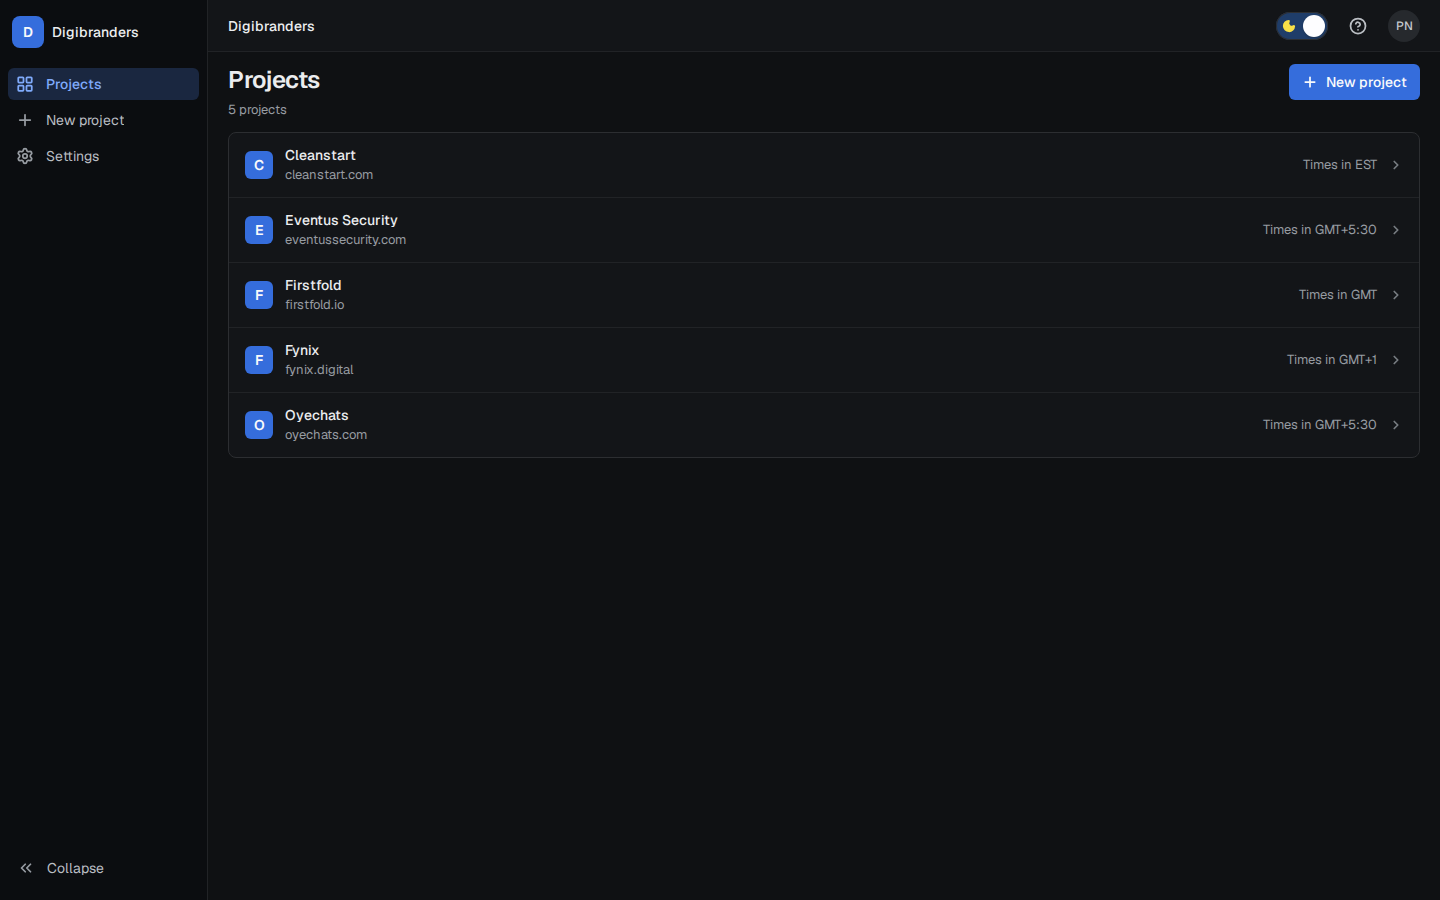 D
Digibranders
Digibranders
PN
Projects
New project
Settings
Projects
New project
5 projects
C
Cleanstart
cleanstart.com
Times in EST
E
Eventus Security
eventussecurity.com
Times in GMT+5:30
F
Firstfold
firstfold.io
Times in GMT
F
Fynix
fynix.digital
Times in GMT+1
O
Oyechats
oyechats.com
Times in GMT+5:30
Collapse